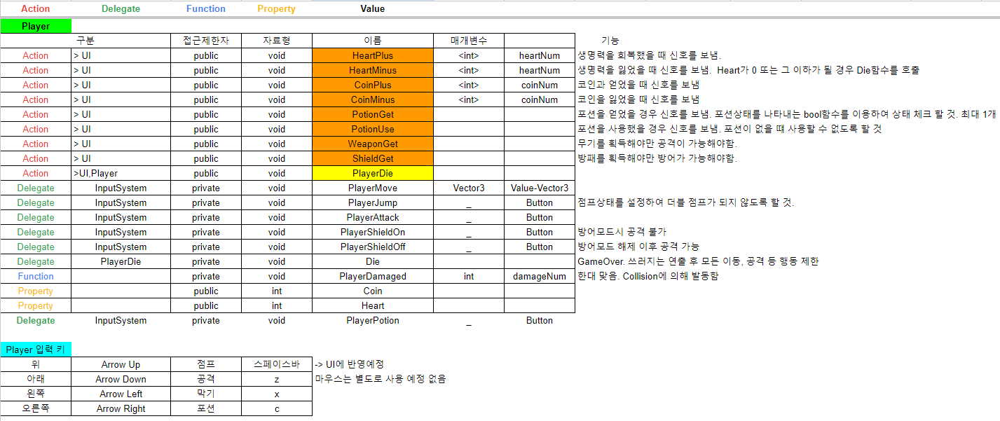 Action Delegate Function Property Value
Player
구분 접근제한자 자료형 이름 매개변수 기능
Action > UI public void HeartPlus <int> heartNum 생명력을 회복했을 때 신호를 보냄.
Action > UI public void HeartMinus <int> heartNum 생명력을 잃었을 때 신호를 보냄. Heart가 0 또는 그 이하가 될 경우 Die함수를 호출
Action > UI public void CoinPlus <int> coinNum 코인과 얻었을 때 신호를 보냄
Action > UI public void CoinMinus <int> coinNum 코인을 잃었을 때 신호를 보냄
Action > UI public void PotionGet 포션을 얻었을 경우 신호를 보냄. 포션상태를 나타내는 bool함수를 이용하여 상태 체크 할 것. 최대 1개
Action > UI public void PotionUse 포션을 사용했을 경우 신호를 보냄. 포션이 없을 떄 사용할 수 없도록 할 것
Action > UI public void WeaponGet 무기를 획득해야만 공격이 가능해야함.
Action > UI public void ShieldGet 방패를 획득해야만 방어가 가능해야함.
Action >UI,Player public void PlayerDie
Delegate InputSystem private void PlayerMove Vector3 Value-Vector3
Delegate InputSystem private void PlayerJump _ Button 점프상태를 설정하여 더블 점프가 되지 않도록 할 것.
Delegate InputSystem private void PlayerAttack _ Button
Delegate InputSystem private void PlayerShieldOn _ Button 방어모드시 공격 불가
Delegate InputSystem private void PlayerShieldOff _ Button 방어모드 해제 이후 공격 가능
Delegate PlayerDie private void Die GameOver. 쓰러지는 연출 후 모든 이동, 공격 등 행동 제한
Function private void PlayerDamaged int damageNum 한대 맞음. Collision에 의해 발동함
Property public int Coin
Property public int Heart
Delegate InputSystem private void PlayerPotion _ Button
Player 입력 키
위 Arrow Up 점프 스페이스바 -> UI에 반영예정
아래 Arrow Down 공격 z 마우스는 별도로 사용 예정 없음
왼쪽 Arrow Left 막기 x
오른쪽 Arrow Right 포션 c